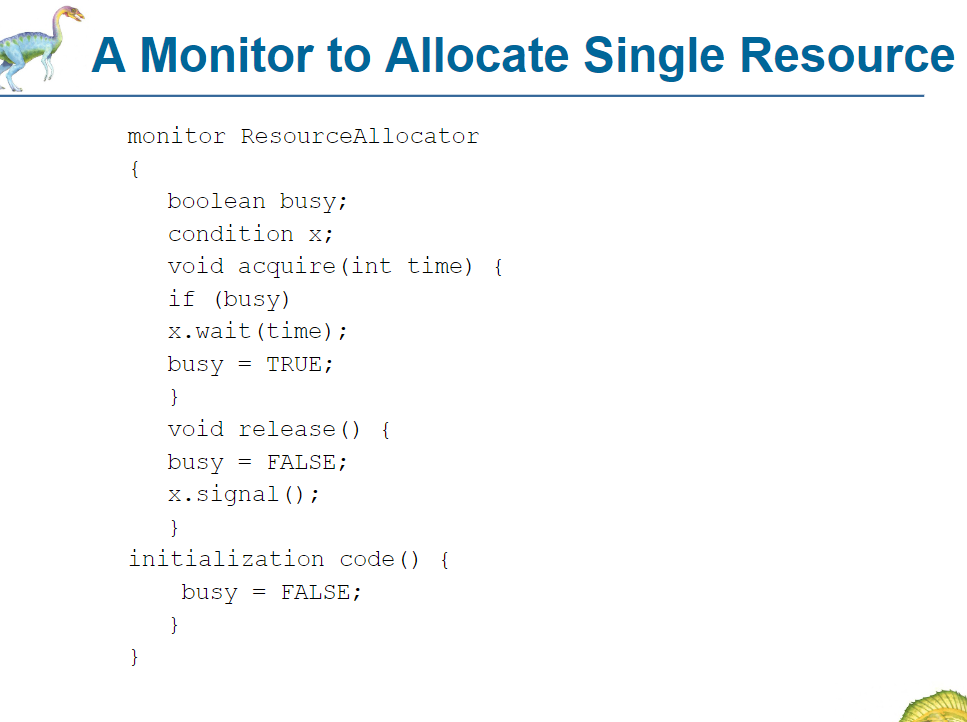 A Monitor to Allocate Single Resource
monitor ResourceAllocator
{
boolean busy;
condition x;
void acquire(int time) {
if (busy)
x.wait(time);
busy = TRUE;
}
void release() {
busy = FALSE;
x.signal();
}
initialization code() {
busy = FALSE;
}
}